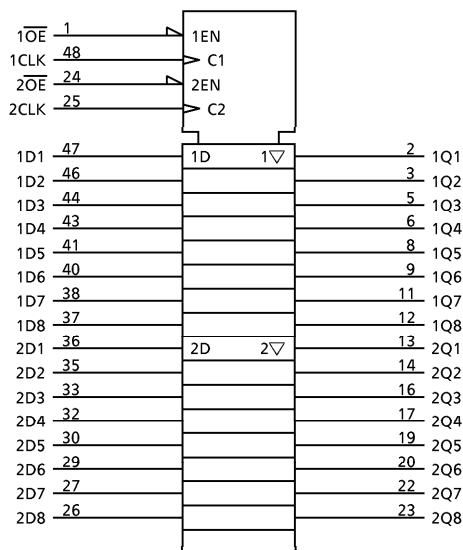 1O̅E̅ 1 1EN
1CLK 48 C1
2O̅E̅ 24 2EN
2CLK 25 C2
1D1 47 1D 1▽ 2 1Q1
1D2 46 3 1Q2
1D3 44 5 1Q3
1D4 43 6 1Q4
1D5 41 8 1Q5
1D6 40 9 1Q6
1D7 38 11 1Q7
1D8 37 12 1Q8
2D1 36 2D 2▽ 13 2Q1
2D2 35 14 2Q2
2D3 33 16 2Q3
2D4 32 17 2Q4
2D5 30 19 2Q5
2D6 29 20 2Q6
2D7 27 22 2Q7
2D8 26 23 2Q8